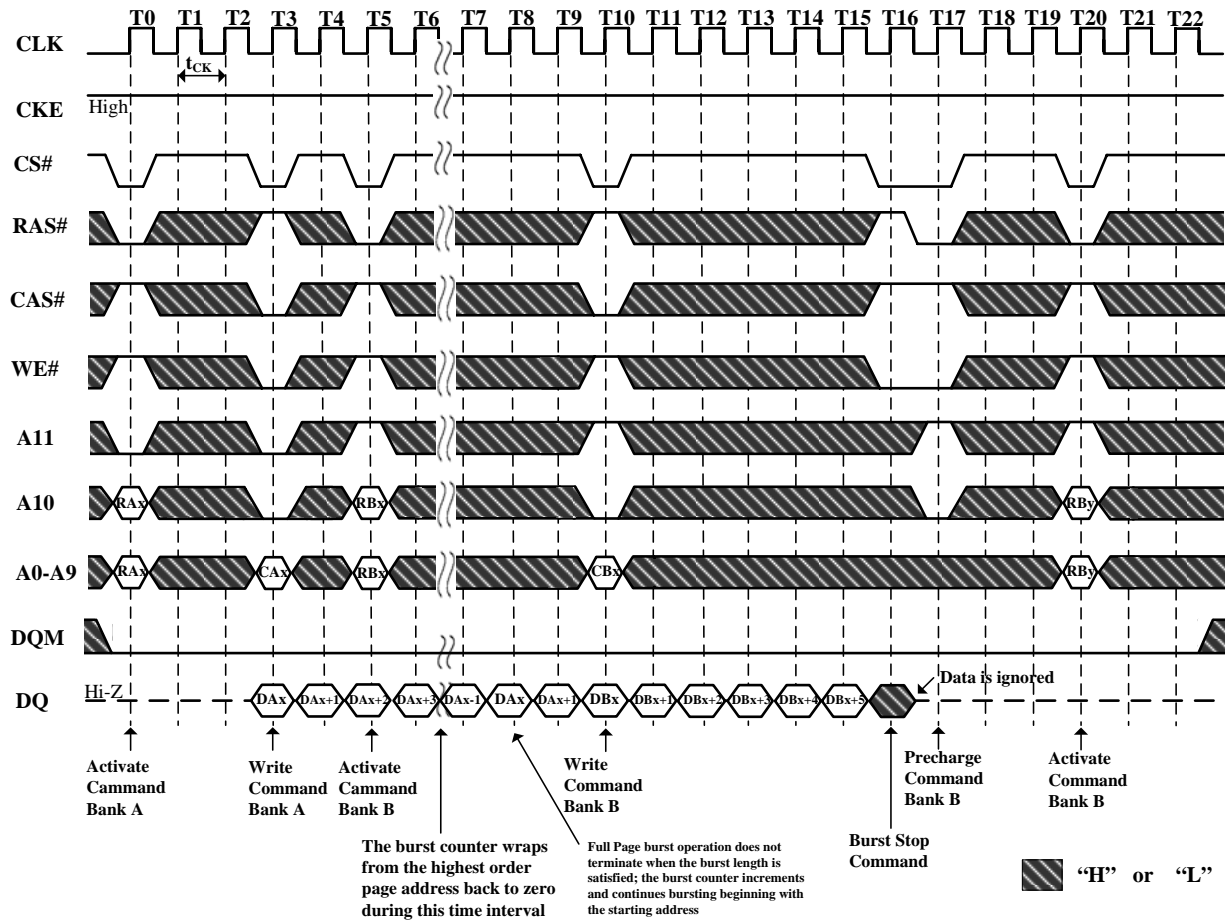 T0 T1 T2 T3 T4 T5 T6 T7 T8 T9 T10 T11 T12 T13 T14 T15 T16 T17 T18 T19 T20 T21 T22
CLK
tCK
CKE High
CS#
RAS#
CAS#
WE#
A11
A10 RAx RBx RBy
A0-A9 RAx CAx RBx CBx RBy
DQM
Data is ignored
DQ Hi-Z DAx DAx+1 DAx+2 DAx+3 DAx-1 DAx DAx+1 DBx DBx+1 DBx+2 DBx+3 DBx+4 DBx+5
Activate
Cammand
Bank A
Write
Command
Bank A
Activate
Cammand
Bank B
Write
Command
Bank B
Precharge
Command
Bank B
Activate
Command
Bank B
The burst counter wraps
from the highest order
page address back to zero
during this time interval
Full Page burst operation does not
terminate when the burst length is
satisfied; the burst counter increments
and continues bursting beginning with
the starting address
Burst Stop
Command
“H” or “L”